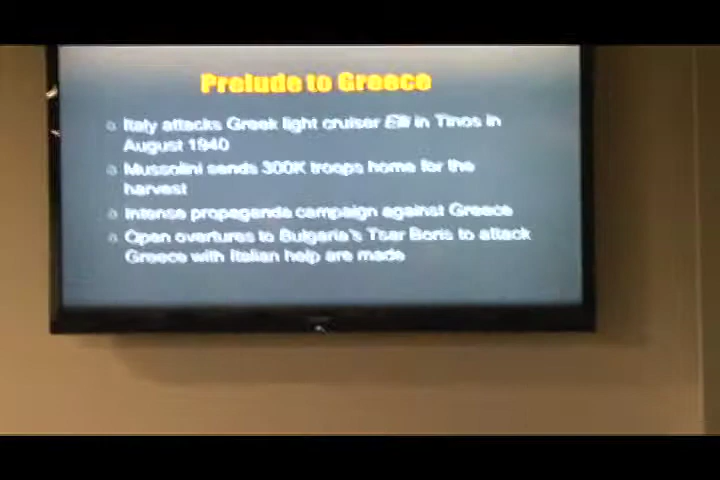 Prelude to Greece
Italy attacks Greek light cruiser Elli in Tinos in
August 1940
Mussolini sends 300K troops home for the
harvest
Intense propaganda campaign against Greece
Open overtures to Bulgaria's Tsar Boris to attack
Greece with Italian help are made